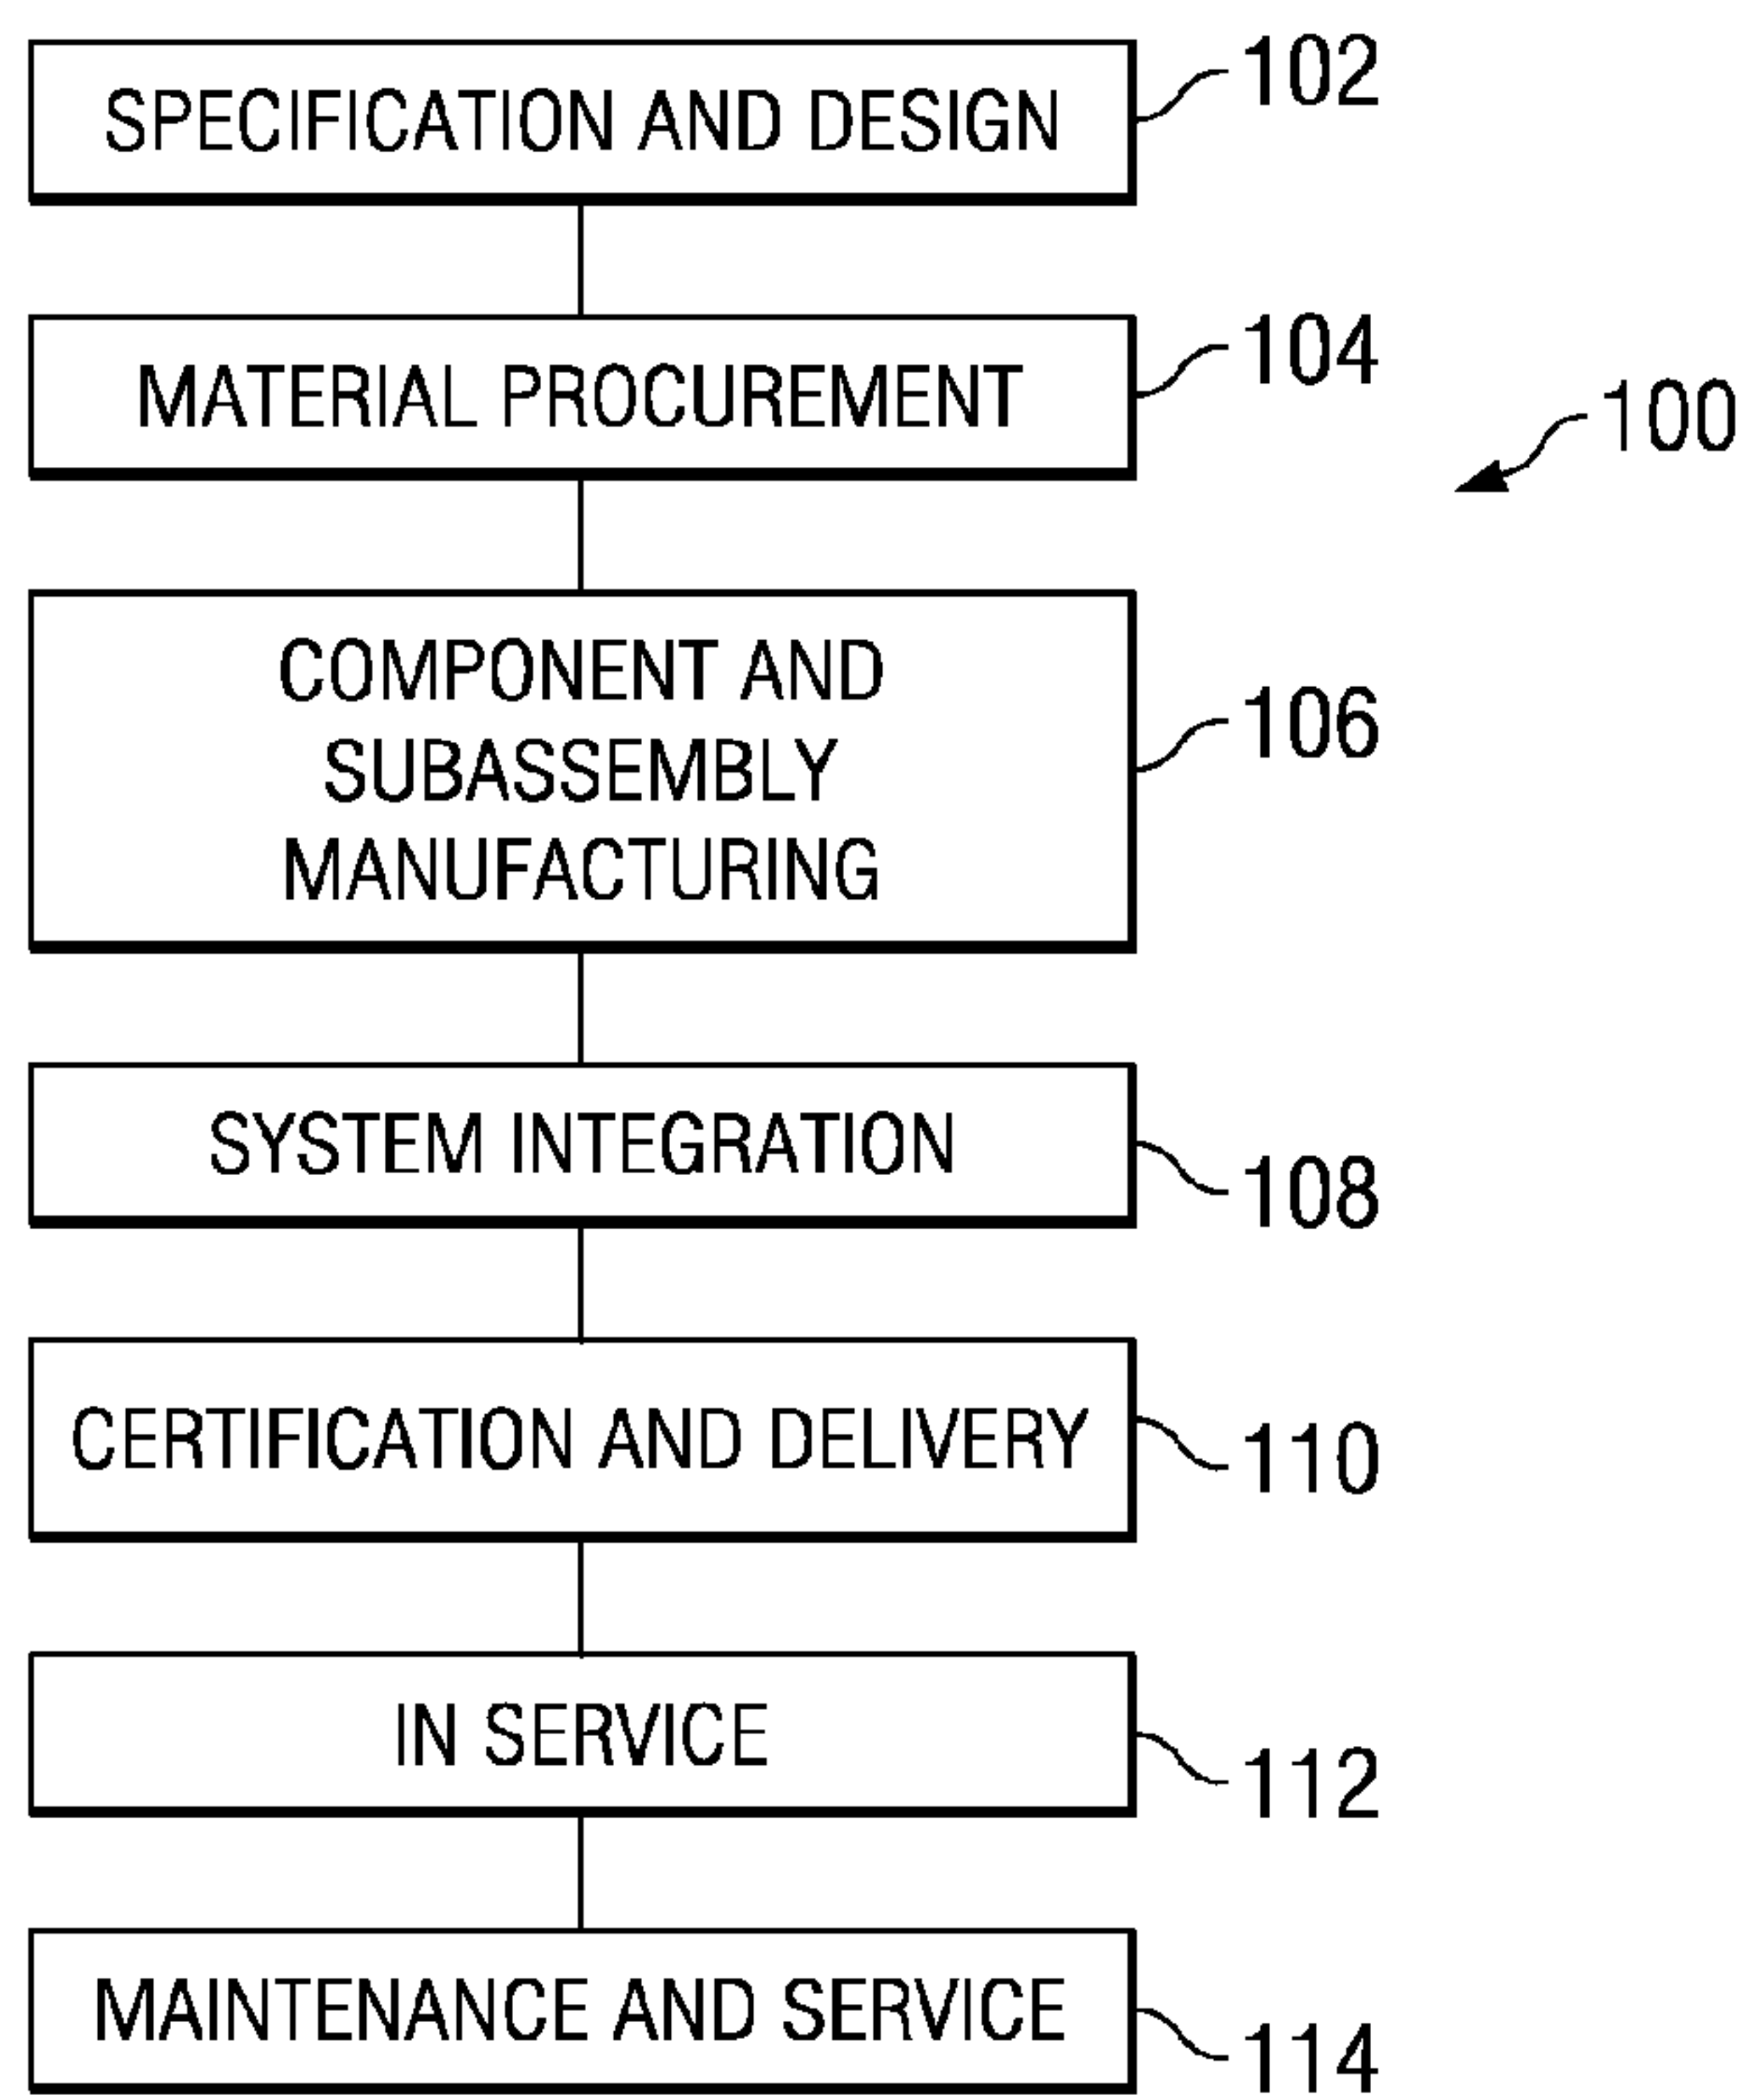 SPECIFICATION AND DESIGN
102
MATERIAL PROCUREMENT
104
100
COMPONENT AND
SUBASSEMBLY
MANUFACTURING
106
SYSTEM INTEGRATION
108
CERTIFICATION AND DELIVERY
110
IN SERVICE
112
MAINTENANCE AND SERVICE
114